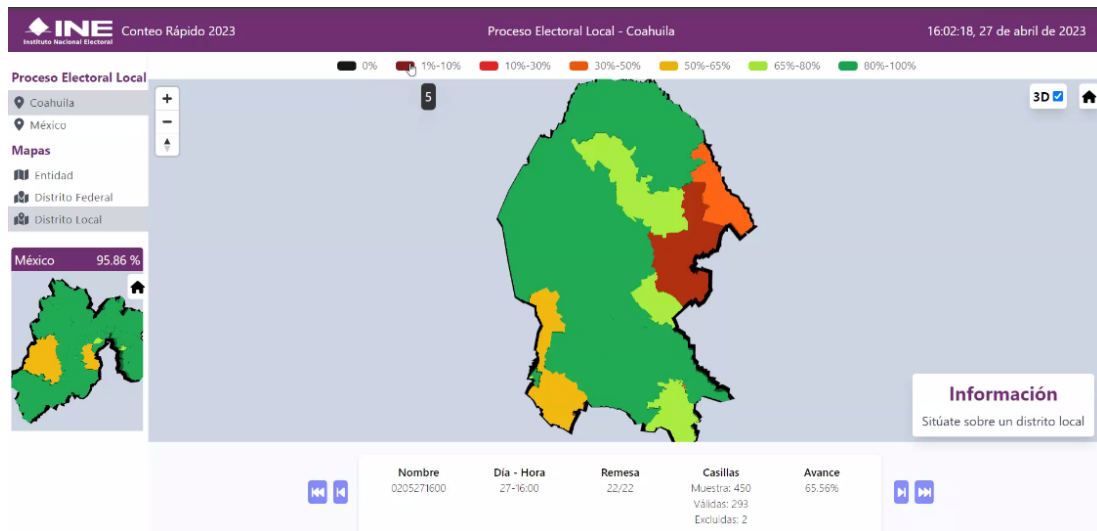 INE
Instituto Nacional Electoral
Conteo Rápido 2023
Proceso Electoral Local - Coahuila
16:02:18, 27 de abril de 2023
0%
1%-10%
10%-30%
30%-50%
50%-65%
65%-80%
80%-100%
5
Proceso Electoral Local
Coahuila
México
Mapas
Entidad
Distrito Federal
Distrito Local
México 95.86 %
+
−
3D
Información
Sitúate sobre un distrito local
Nombre Día - Hora Remesa Casillas Avance
0205271600 27-16:00 22/22 Muestra: 450 65.56%
Válidas: 293
Excluidas: 2